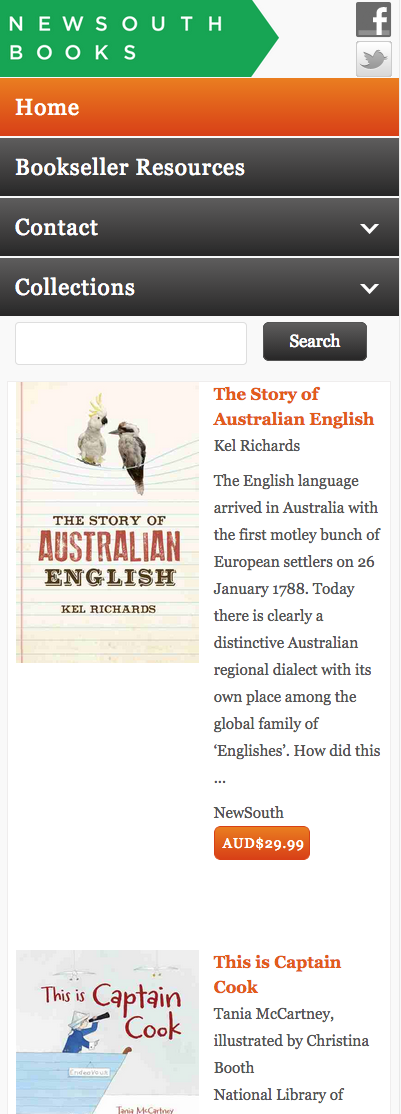 NEWSOUTH
BOOKS
Home
Bookseller Resources
Contact
Collections
Search
THE STORY OF
AUSTRALIAN
ENGLISH
KEL RICHARDS
The Story of
Australian English
Kel Richards
The English language
arrived in Australia with
the first motley bunch of
European settlers on 26
January 1788. Today
there is clearly a
distinctive Australian
regional dialect with its
own place among the
global family of
‘Englishes’. How did this
...
NewSouth
AUD$29.99
This is Captain
Cook
Endeavour
Tania McCartney
This is Captain
Cook
Tania McCartney,
illustrated by Christina
Booth
National Library of